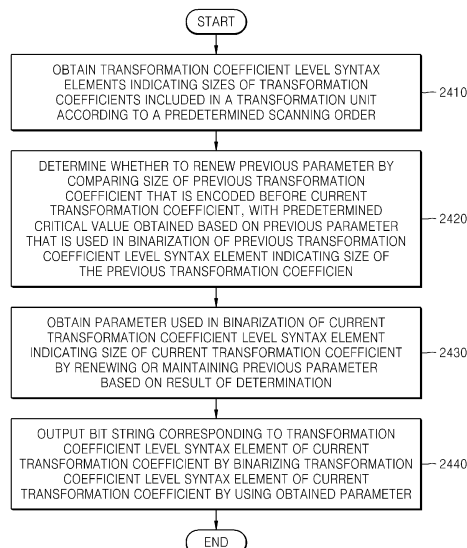 START
OBTAIN TRANSFORMATION COEFFICIENT LEVEL SYNTAX
ELEMENTS INDICATING SIZES OF TRANSFORMATION
COEFFICIENTS INCLUDED IN A TRANSFORMATION UNIT
ACCORDING TO A PREDETERMINED SCANNING ORDER
2410
DETERMINE WHETHER TO RENEW PREVIOUS PARAMETER BY
COMPARING SIZE OF PREVIOUS TRANSFORMATION
COEFFICIENT THAT IS ENCODED BEFORE CURRENT
TRANSFORMATION COEFFICIENT, WITH PREDETERMINED
CRITICAL VALUE OBTAINED BASED ON PREVIOUS PARAMETER
THAT IS USED IN BINARIZATION OF PREVIOUS TRANSFORMATION
COEFFICIENT LEVEL SYNTAX ELEMENT INDICATING SIZE OF
THE PREVIOUS TRANSFORMATION COEFFICIEN
2420
OBTAIN PARAMETER USED IN BINARIZATION OF CURRENT
TRANSFORMATION COEFFICIENT LEVEL SYNTAX ELEMENT
INDICATING SIZE OF CURRENT TRANSFORMATION COEFFICIENT
BY RENEWING OR MAINTAINING PREVIOUS PARAMETER
BASED ON RESULT OF DETERMINATION
2430
OUTPUT BIT STRING CORRESPONDING TO TRANSFORMATION
COEFFICIENT LEVEL SYNTAX ELEMENT OF CURRENT
TRANSFORMATION COEFFICIENT BY BINARIZING TRANSFORMATION
COEFFICIENT LEVEL SYNTAX ELEMENT OF CURRENT
TRANSFORMATION COEFFICIENT BY USING OBTAINED PARAMETER
2440
END